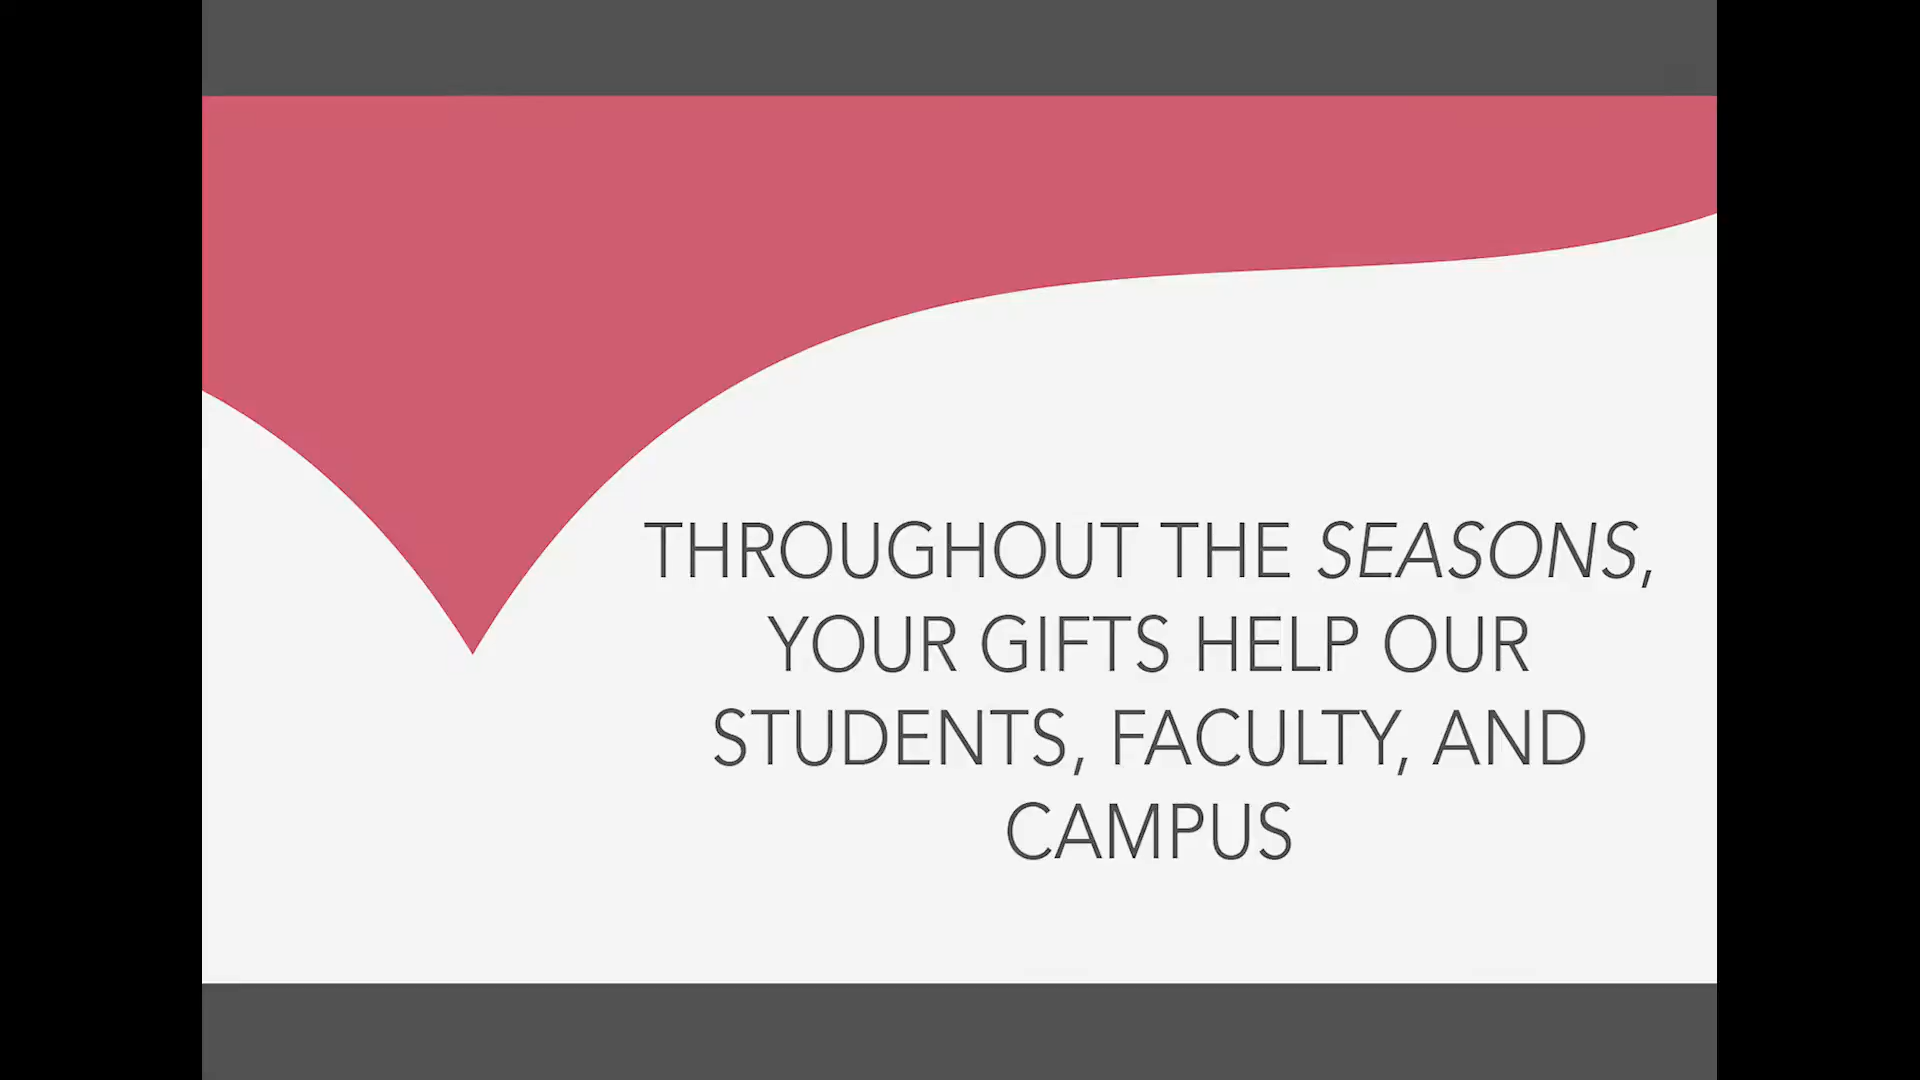 THROUGHOUT THE SEASONS,
YOUR GIFTS HELP OUR
STUDENTS, FACULTY, AND
CAMPUS